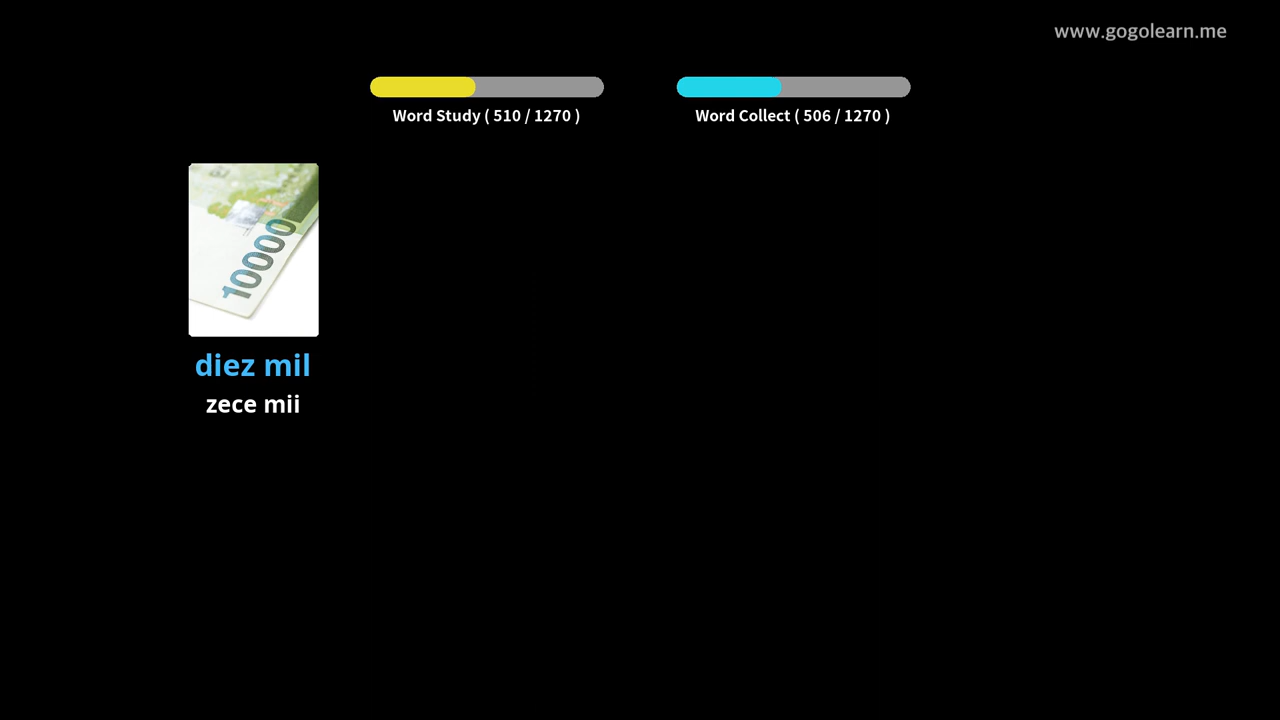 www.gogolearn.me
Word Study ( 510 / 1270 )
Word Collect ( 506 / 1270 )
10000
diez mil
zece mii